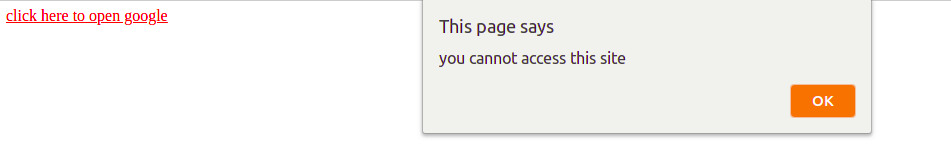 click here to open google
This page says
you cannot access this site
OK